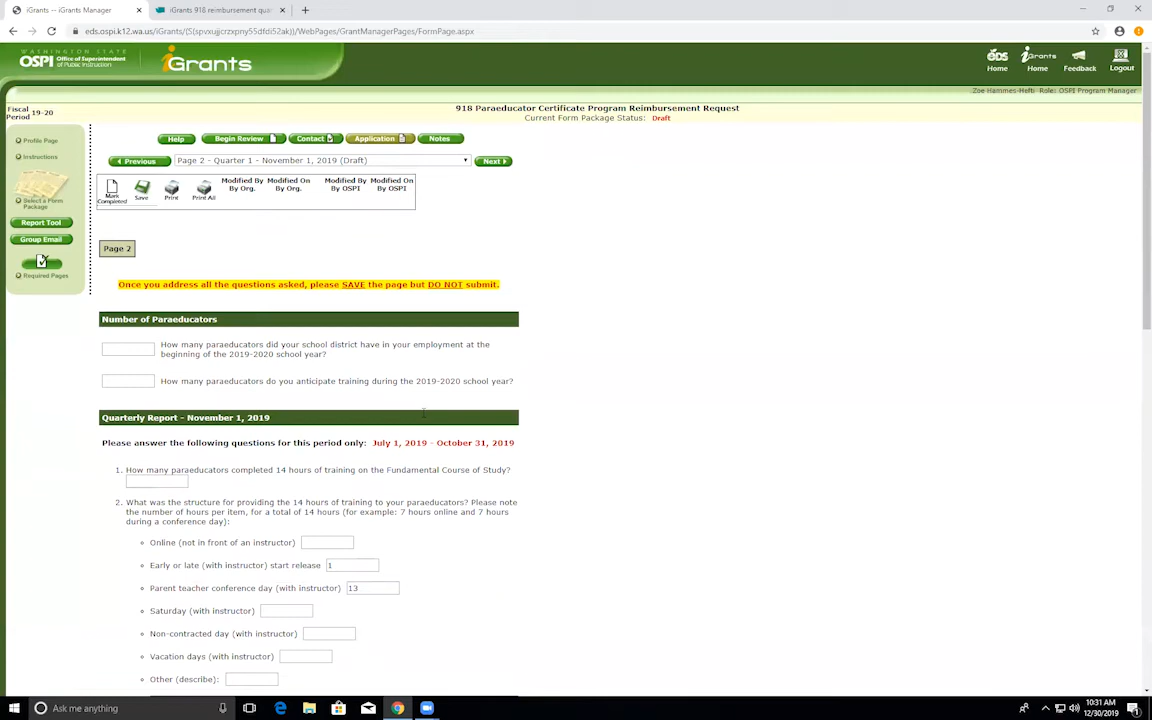 iGrants -- iGrants Manager
iGrants 918 reimbursement qua
eds.ospi.k12.wa.us/iGrants/(S(spvxujjcrzxpny55dfdi52ak))/WebPages/GrantManagerPages/FormPage.aspx
WASHINGTON STATE
OSPI Office of Superintendent of Public Instruction
iGrants
EDS Home
iGrants Home
Feedback
Logout
Zoe Hammes-Hefti Role: OSPI Program Manager
Fiscal Period 19-20
918 Paraeducator Certificate Program Reimbursement Request
Current Form Package Status: Draft
Profile Page
Instructions
Select a Form Package
Report Tool
Group Email
Required Pages
Help Begin Review Contact Application Notes
Previous Page 2 - Quarter 1 - November 1, 2019 (Draft) Next
Mark Completed Save Print Print All
Modified By By Org. Modified On By Org. Modified By By OSPI Modified On By OSPI
Page 2
Once you address all the questions asked, please SAVE the page but DO NOT submit.
Number of Paraeducators
How many paraeducators did your school district have in your employment at the
beginning of the 2019-2020 school year?
How many paraeducators do you anticipate training during the 2019-2020 school year?
Quarterly Report - November 1, 2019
Please answer the following questions for this period only: July 1, 2019 - October 31, 2019
1. How many paraeducators completed 14 hours of training on the Fundamental Course of Study?
2. What was the structure for providing the 14 hours of training to your paraeducators? Please note
the number of hours per item, for a total of 14 hours (for example: 7 hours online and 7 hours
during a conference day):
Online (not in front of an instructor)
Early or late (with instructor) start release 1
Parent teacher conference day (with instructor) 13
Saturday (with instructor)
Non-contracted day (with instructor)
Vacation days (with instructor)
Other (describe):
Ask me anything
10:31 AM
12/30/2019